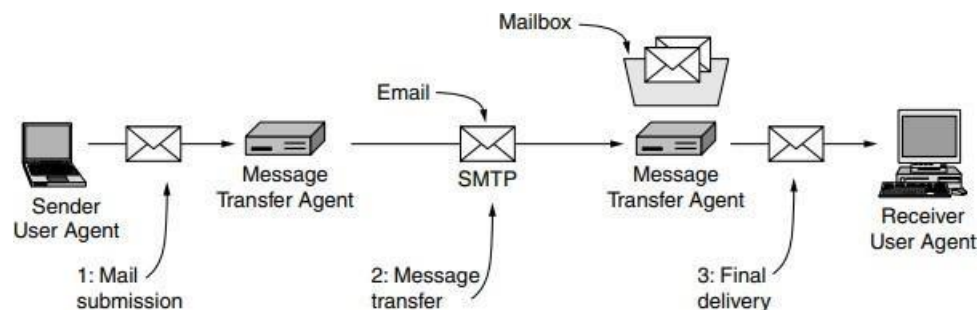 Mailbox
Email
SMTP
Sender
User Agent
Message
Transfer Agent
Message
Transfer Agent
Receiver
User Agent
1: Mail
submission
2: Message
transfer
3: Final
delivery